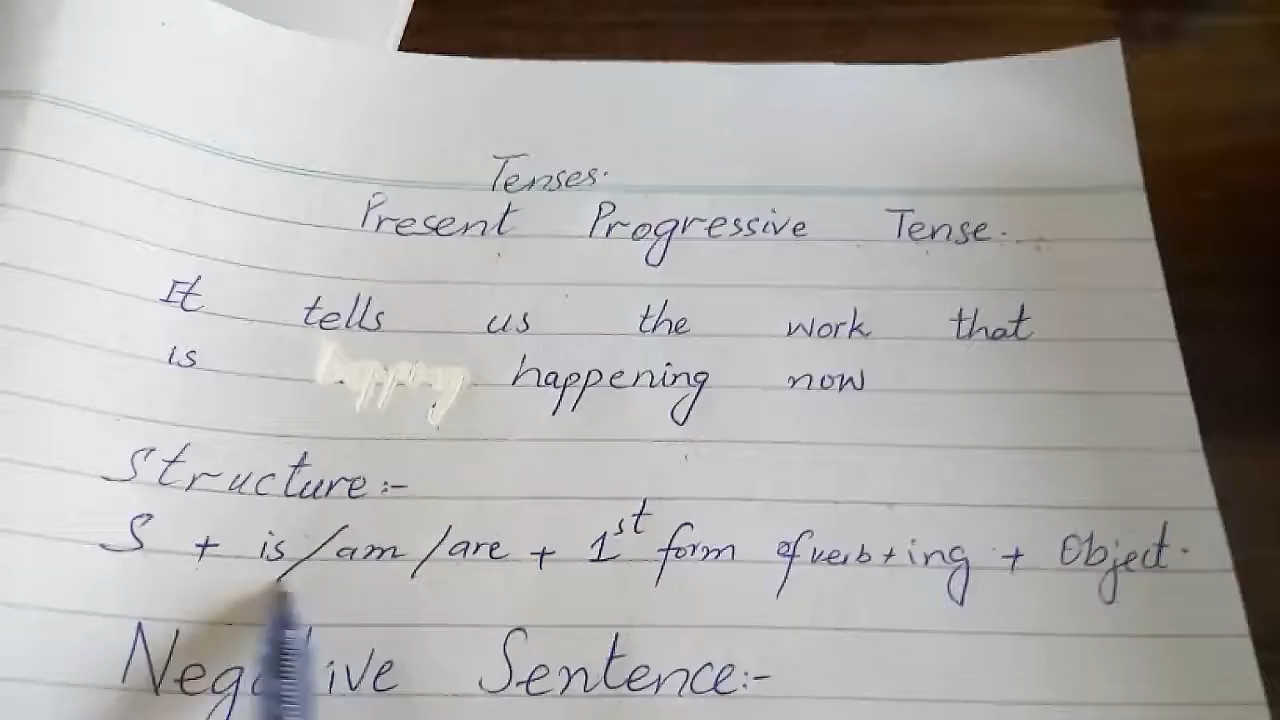 Tenses.
Present Progressive Tense.
It tells us the work that
is happening now
Structure:-
S + is/am/are + 1st form of verb + ing + Object.
Negative Sentence:-